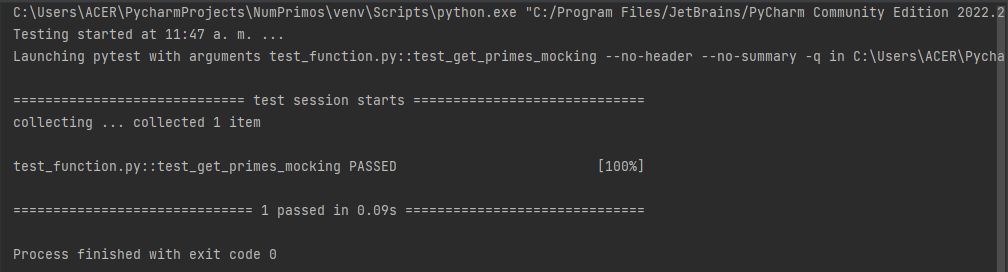 C:\Users\ACER\PycharmProjects\NumPrimos\venv\Scripts\python.exe "C:/Program Files/JetBrains/PyCharm Community Edition 2022.2
Testing started at 11:47 a. m. ...
Launching pytest with arguments test_function.py::test_get_primes_mocking --no-header --no-summary -q in C:\Users\ACER\Pycha
============================= test session starts =============================
collecting ... collected 1 item
test_function.py::test_get_primes_mocking PASSED                         [100%]
============================== 1 passed in 0.09s ==============================
Process finished with exit code 0